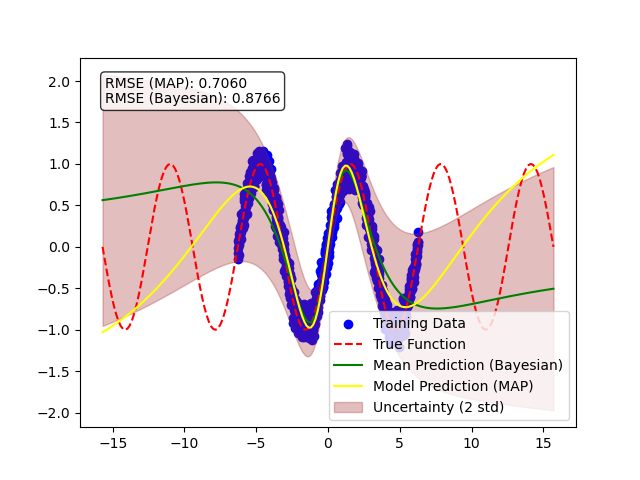 RMSE (MAP): 0.7060
RMSE (Bayesian): 0.8766
2.0
1.5
1.0
0.5
0.0
−0.5
−1.0
−1.5
−2.0
Training Data
True Function
Mean Prediction (Bayesian)
Model Prediction (MAP)
Uncertainty (2 std)
−15 −10 −5 0 5 10 15